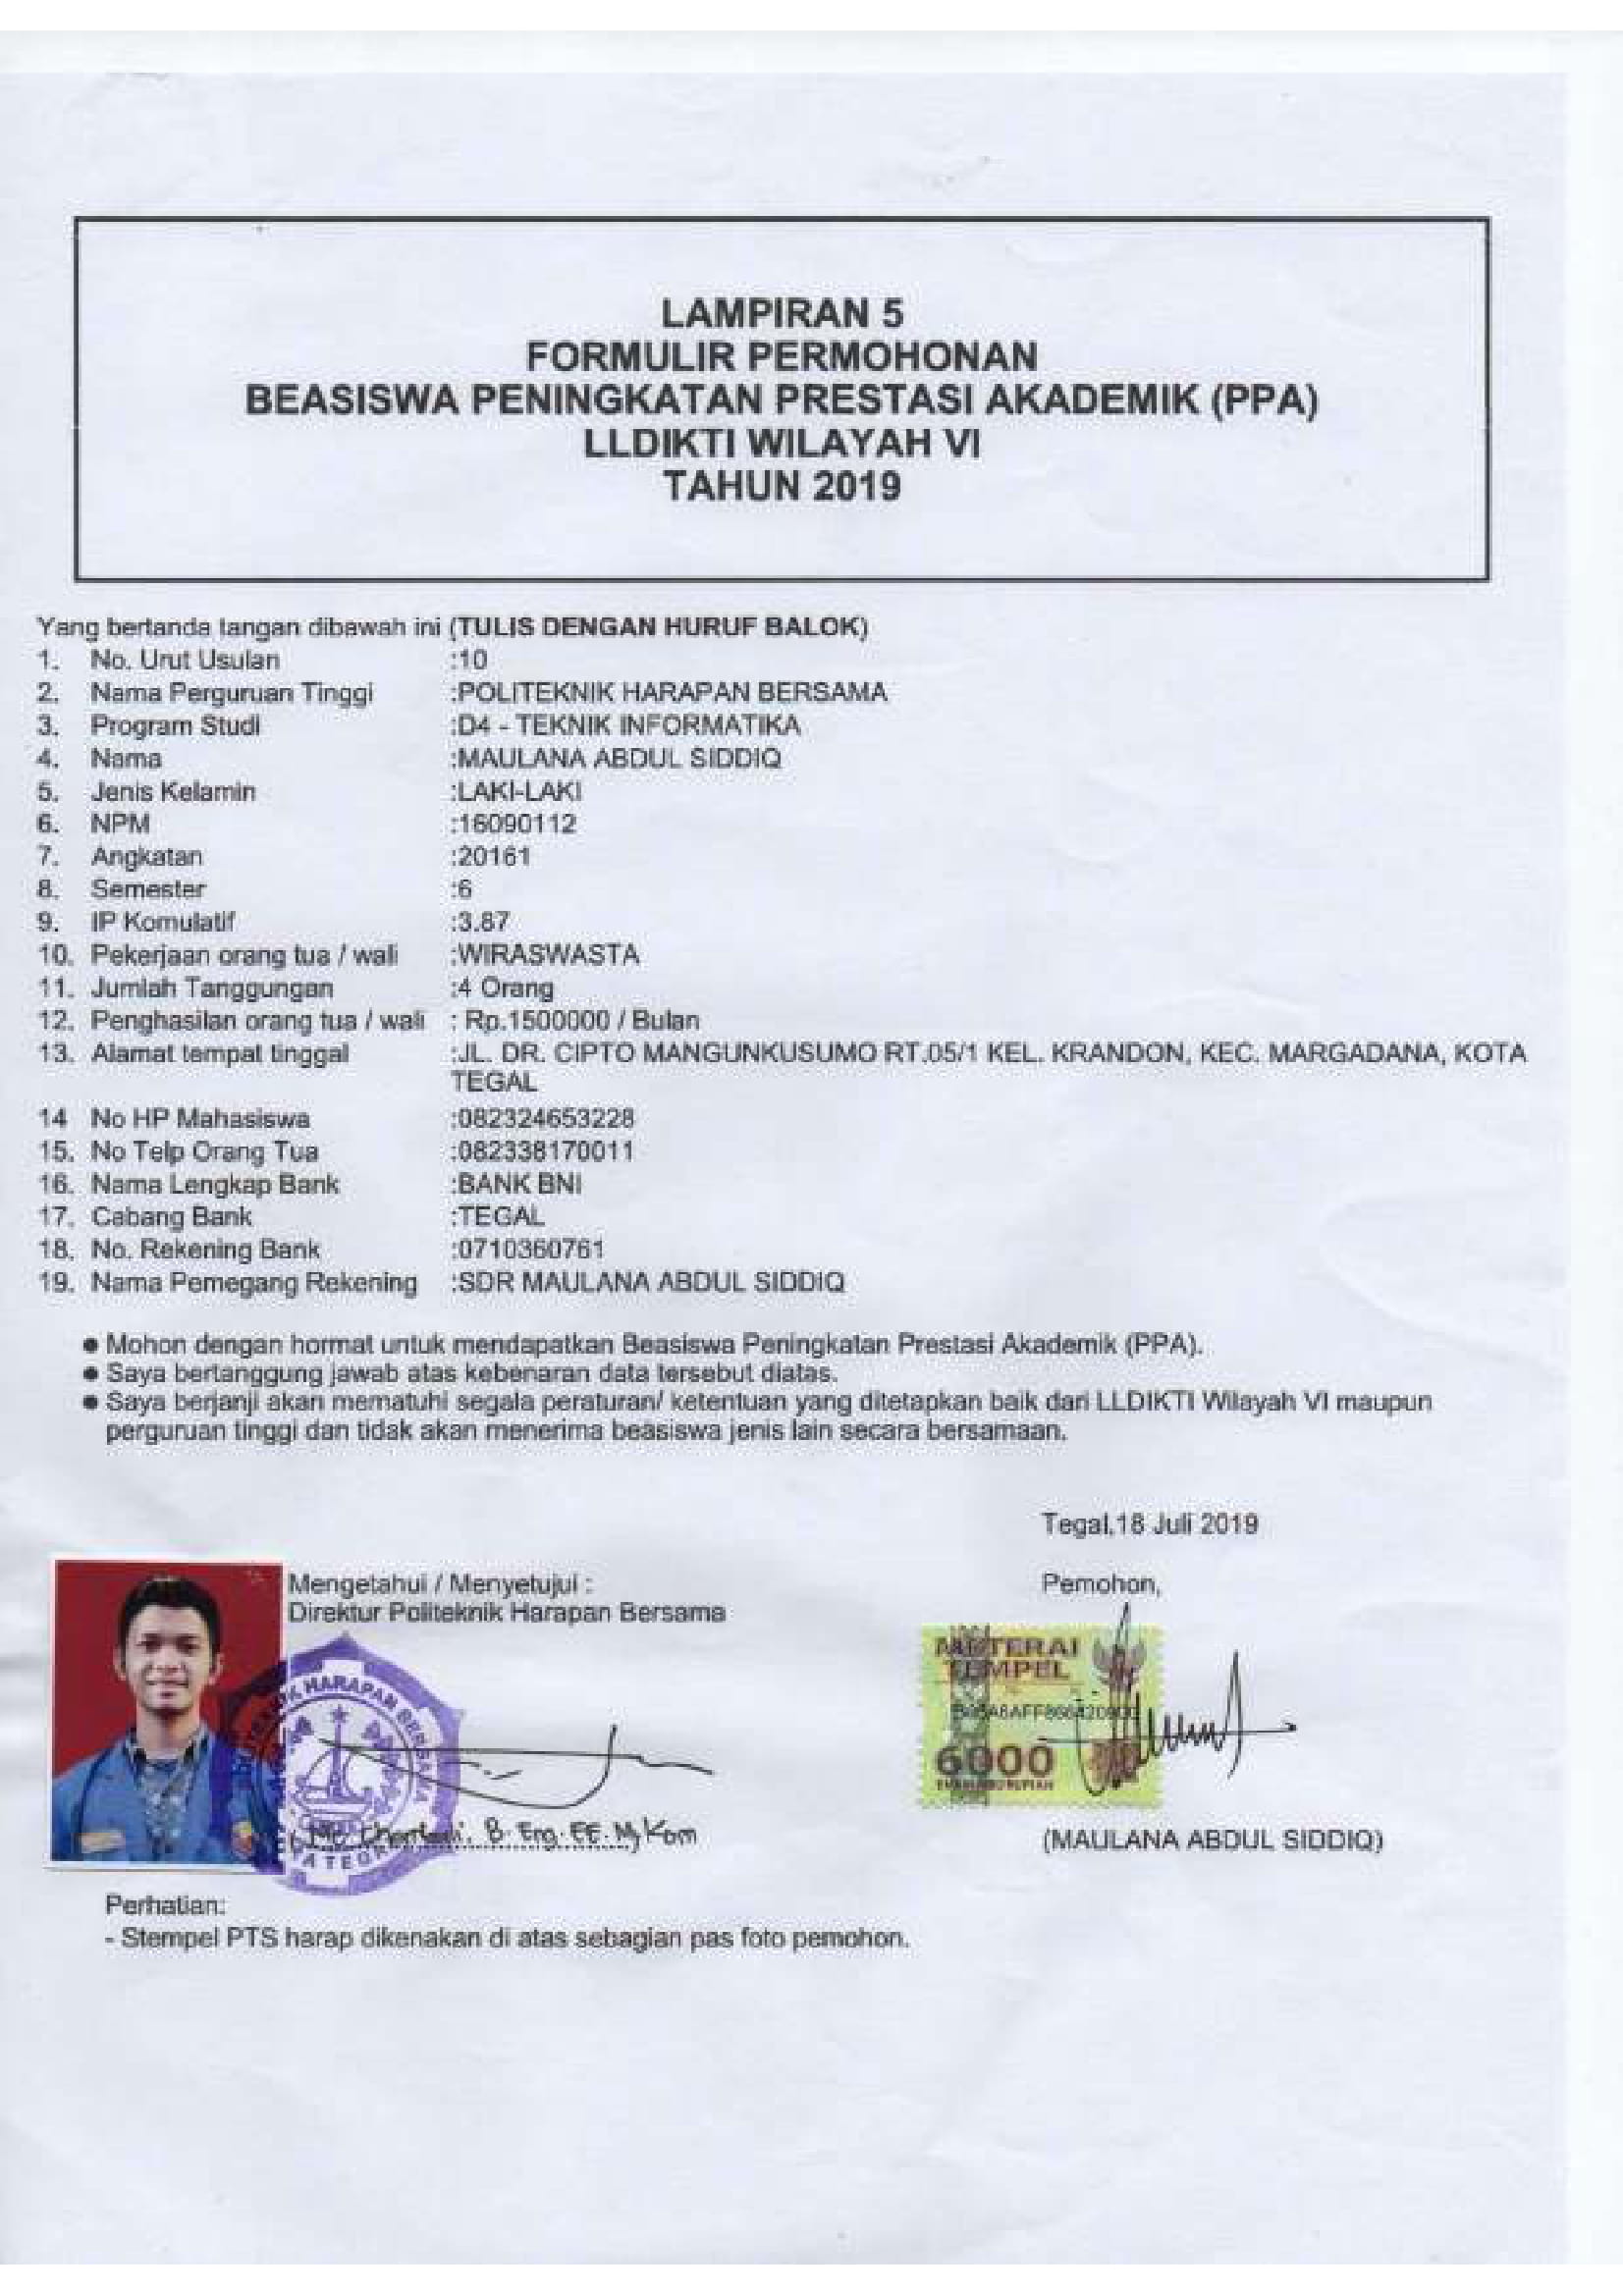 LAMPIRAN 5
FORMULIR PERMOHONAN
BEASISWA PENINGKATAN PRESTASI AKADEMIK (PPA)
LLDIKTI WILAYAH VI
TAHUN 2019
Yang bertanda tangan dibawah ini (TULIS DENGAN HURUF BALOK)
1. No. Urut Usulan :10
2. Nama Perguruan Tinggi :POLITEKNIK HARAPAN BERSAMA
3. Program Studi :D4 - TEKNIK INFORMATIKA
4. Nama :MAULANA ABDUL SIDDIQ
5. Jenis Kelamin :LAKI-LAKI
6. NPM :16090112
7. Angkatan :20161
8. Semester :6
9. IP Komulatif :3.87
10. Pekerjaan orang tua / wali :WIRASWASTA
11. Jumlah Tanggungan :4 Orang
12. Penghasilan orang tua / wali : Rp.1500000 / Bulan
13. Alamat tempat tinggal :JL. DR. CIPTO MANGUNKUSUMO RT.05/1 KEL. KRANDON, KEC. MARGADANA, KOTA
TEGAL
14 No HP Mahasiswa :082324653228
15. No Telp Orang Tua :082338170011
16. Nama Lengkap Bank :BANK BNI
17. Cabang Bank :TEGAL
18. No. Rekening Bank :0710360761
19. Nama Pemegang Rekening :SDR MAULANA ABDUL SIDDIQ
● Mohon dengan hormat untuk mendapatkan Beasiswa Peningkatan Prestasi Akademik (PPA).
● Saya bertanggung jawab atas kebenaran data tersebut diatas.
● Saya berjanji akan mematuhi segala peraturan/ ketentuan yang ditetapkan baik dari LLDIKTI Wilayah VI maupun
perguruan tinggi dan tidak akan menerima beasiswa jenis lain secara bersamaan.
Tegal,18 Juli 2019
Mengetahui / Menyetujui :
Direktur Politeknik Harapan Bersama
Pemohon,
HARAPAN BERSAMA
METERAI
TEMPEL
6000
B. Eng. EE. M, Kom
(MAULANA ABDUL SIDDIQ)
Perhatian:
- Stempel PTS harap dikenakan di atas sebagian pas foto pemohon.